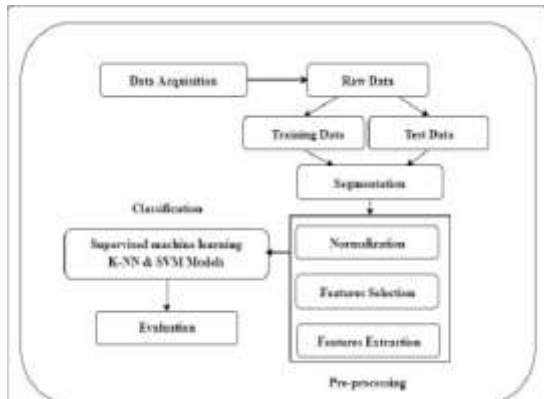 Data Acquisition
Raw Data
Training Data
Test Data
Segmentation
Classification
Supervised machine learning
K-NN & SVM Models
Normalization
Features Selection
Evaluation
Features Extraction
Pre-processing